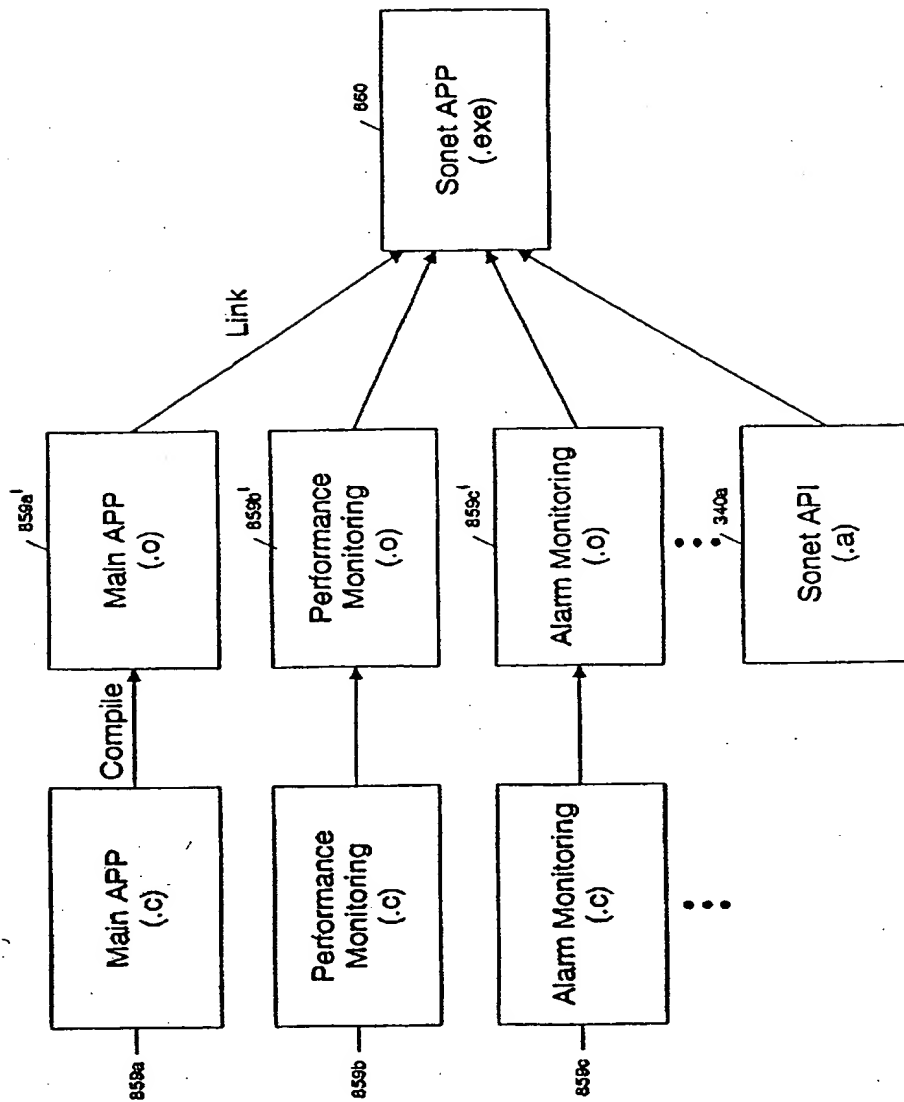 859a
Main APP
(.c)
Compile
859a'
Main APP
(.o)
Link
860
Sonet APP
(.exe)
859b
Performance
Monitoring
(.c)
859b'
Performance
Monitoring
(.o)
859c
Alarm Monitoring
(.c)
859c'
Alarm Monitoring
(.o)
340a
Sonet API
(.a)